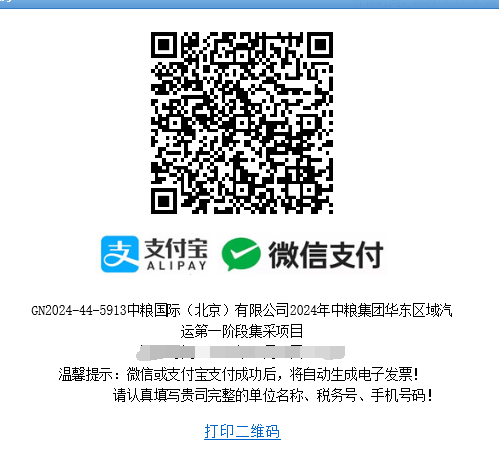 支付宝
ALIPAY
微信支付
GN2024-44-5913中粮国际（北京）有限公司2024年中粮集团华东区域汽
运第一阶段集采项目
温馨提示：微信或支付宝支付成功后，将自动生成电子发票！
请认真填写贵司完整的单位名称、税务号、手机号码！
打印二维码